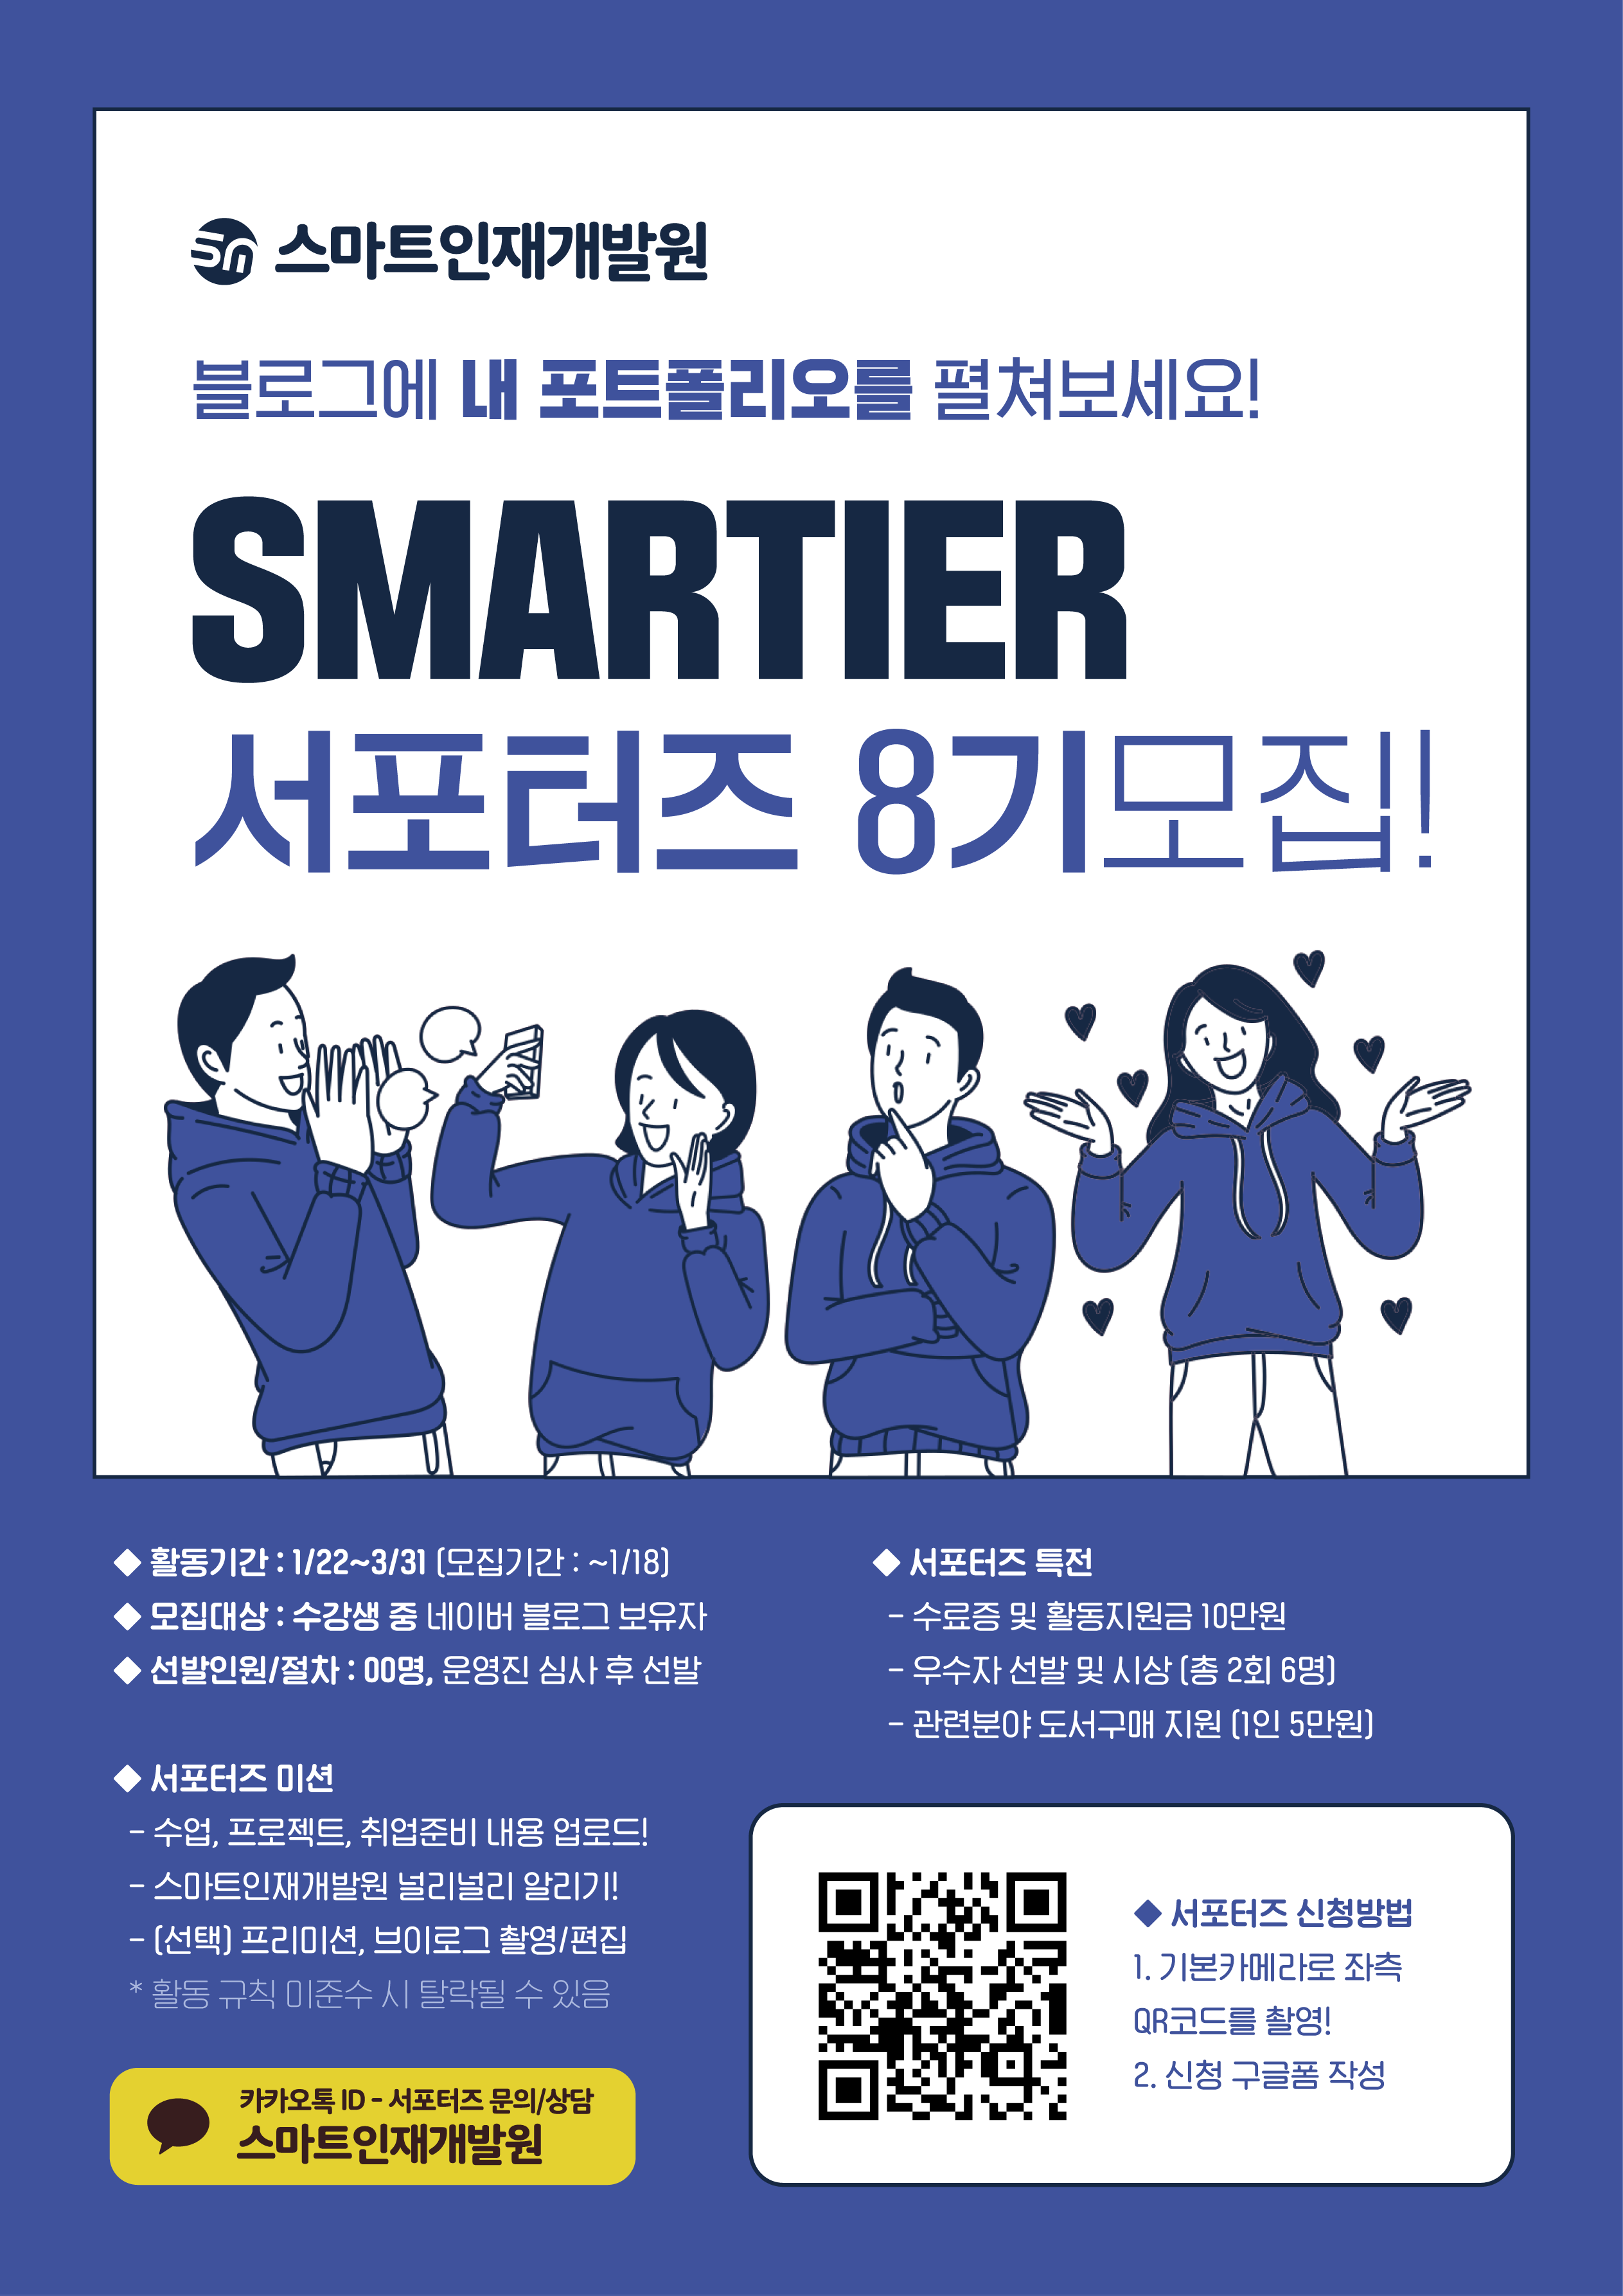 스마트인재개발원
블로그에 내 포트폴리오를 펼쳐보세요!
SMARTIER
서포터즈 8기모집!
◆ 활동기간 : 1/22~3/31 (모집기간 : ~1/18)
◆ 모집대상 : 수강생 중 네이버 블로그 보유자
◆ 선발인원/절차 : 00명, 운영진 심사 후 선발
◆ 서포터즈 미션
- 수업, 프로젝트, 취업준비 내용 업로드!
- 스마트인재개발원 널리널리 알리기!
- (선택) 프리미션, 브이로그 촬영/편집
* 활동 규칙 미준수 시 탈락될 수 있음
카카오톡 ID - 서포터즈 문의/상담
스마트인재개발원
◆ 서포터즈 특전
- 수료증 및 활동지원금 10만원
- 우수자 선발 및 시상 (총 2회 6명)
- 관련분야 도서구매 지원 (1인 5만원)
◆ 서포터즈 신청방법
1. 기본카메라로 좌측
QR코드를 촬영!
2. 신청 구글폼 작성